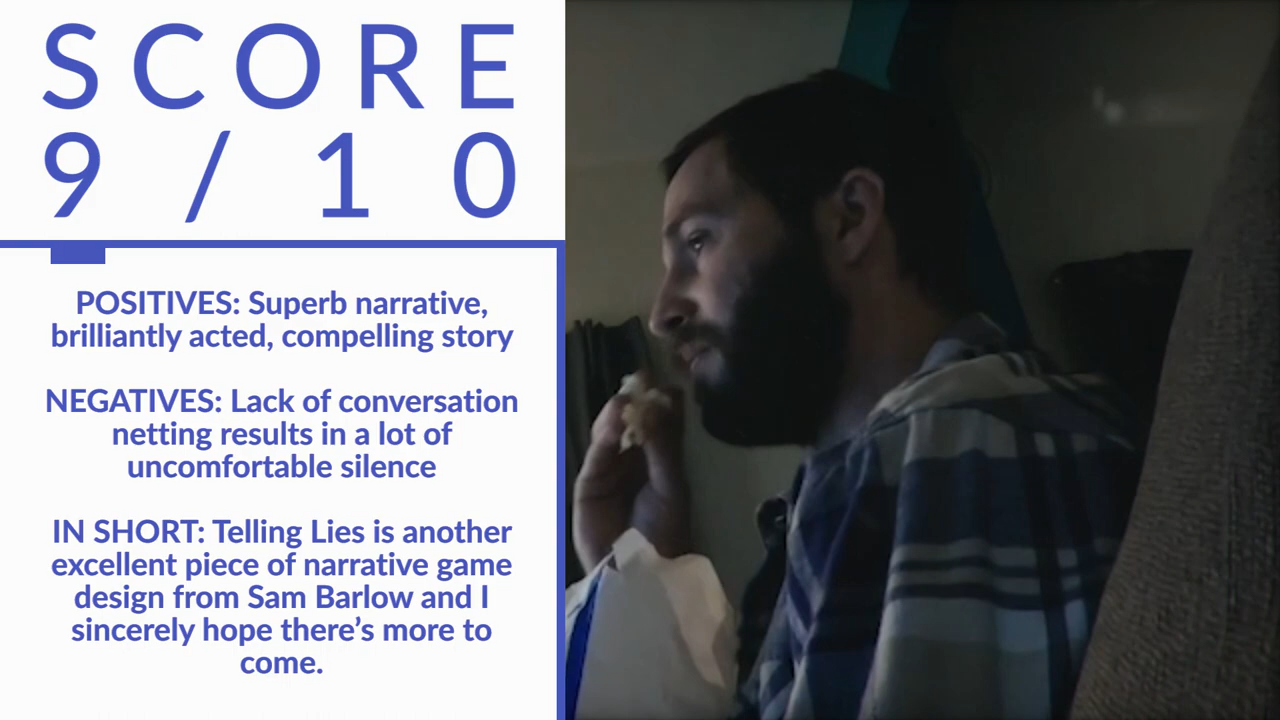 SCORE
9/10
POSITIVES: Superb narrative,
brilliantly acted, compelling story
NEGATIVES: Lack of conversation
netting results in a lot of
uncomfortable silence
IN SHORT: Telling Lies is another
excellent piece of narrative game
design from Sam Barlow and I
sincerely hope there’s more to
come.